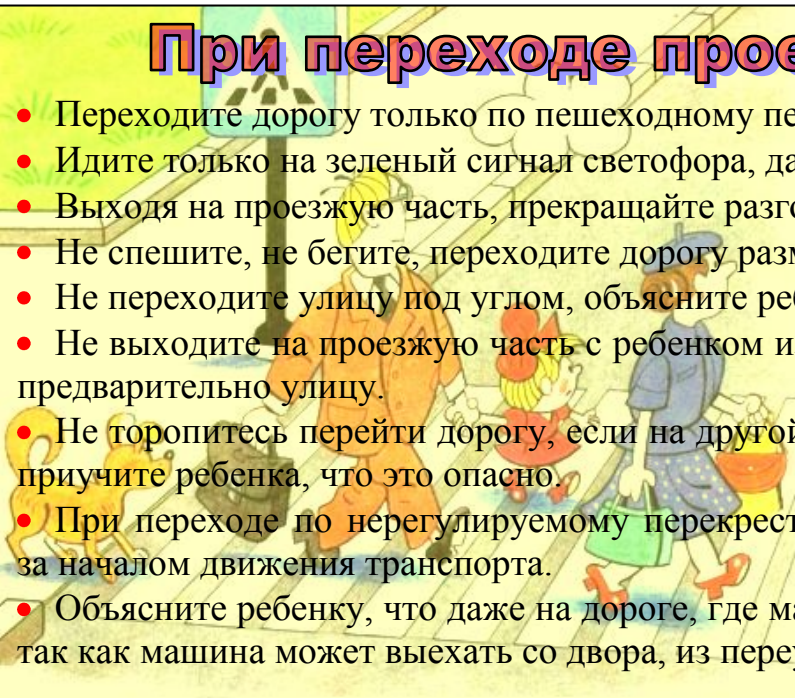 При переходе прое
• Переходите дорогу только по пешеходному пе
• Идите только на зеленый сигнал светофора, да
• Выходя на проезжую часть, прекращайте разго
• Не спешите, не бегите, переходите дорогу разм
• Не переходите улицу под углом, объясните реб
• Не выходите на проезжую часть с ребенком и
предварительно улицу.
• Не торопитесь перейти дорогу, если на другой
приучите ребенка, что это опасно.
• При переходе по нерегулируемому перекрест
за началом движения транспорта.
• Объясните ребенку, что даже на дороге, где ма
так как машина может выехать со двора, из переу